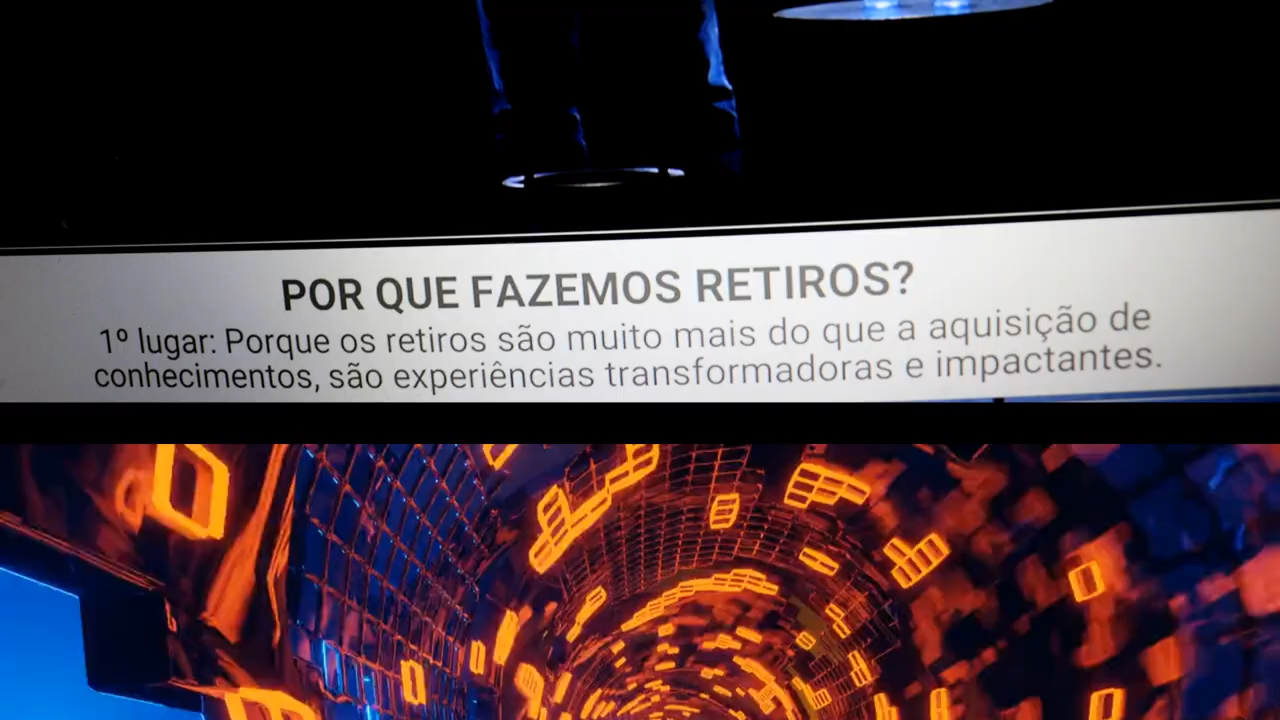 POR QUE FAZEMOS RETIROS?
1º lugar: Porque os retiros são muito mais do que a aquisição de
conhecimentos, são experiências transformadoras e impactantes.